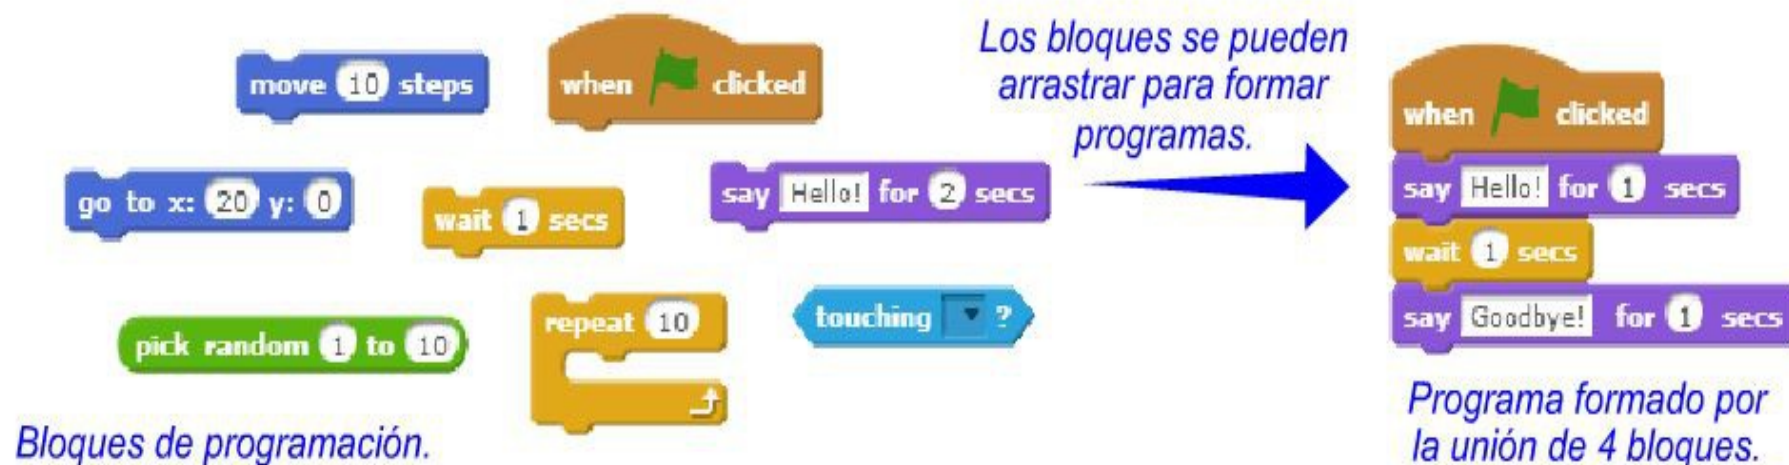 move 10 steps
when clicked
Los bloques se pueden
arrastrar para formar
programas.
go to x: 20 y: 0
wait 1 secs
say Hello! for 2 secs
pick random 1 to 10
repeat 10
touching ?
Bloques de programación.
when clicked
say Hello! for 1 secs
wait 1 secs
say Goodbye! for 1 secs
Programa formado por
la unión de 4 bloques.